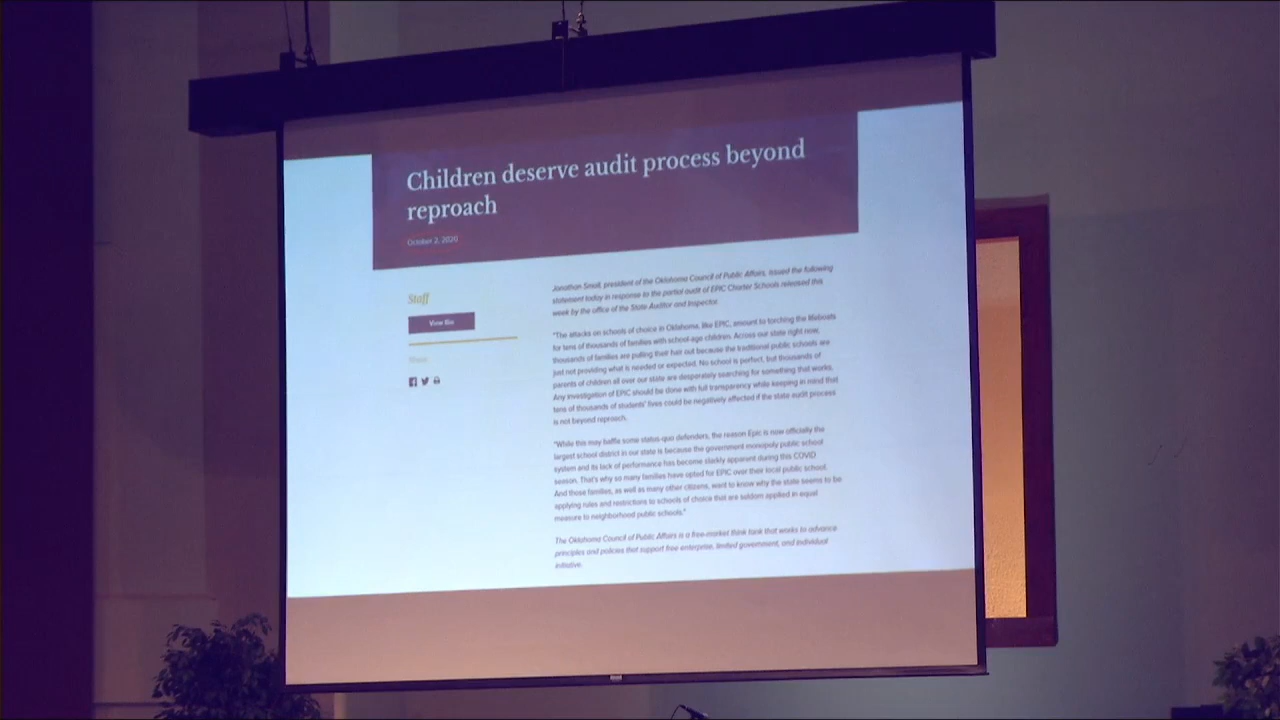 Children deserve audit process beyond
reproach
October 2, 2020
Staff
View Bio
Share
Jonathan Small, president of the Oklahoma Council of Public Affairs, issued the following
statement today in response to the partial audit of EPIC Charter Schools released this
week by the office of the State Auditor and Inspector.
"The attacks on schools of choice in Oklahoma, like EPIC, amount to torching the lifeboats
for tens of thousands of families with school-age children. Across our state right now,
thousands of families are pulling their hair out because the traditional public schools are
just not providing what is needed or expected. No school is perfect, but thousands of
parents of children all over our state are desperately searching for something that works.
Any investigation of EPIC should be done with full transparency while keeping in mind that
tens of thousands of students' lives could be negatively affected if the state audit process
is not beyond reproach.
"While this may baffle some status-quo defenders, the reason Epic is now officially the
largest school district in our state is because the government monopoly public school
system and its lack of performance has become starkly apparent during this COVID
season. That's why so many families have opted for EPIC over their local public school.
And those families, as well as many other citizens, want to know why the state seems to be
applying rules and restrictions to schools of choice that are seldom applied in equal
measure to neighborhood public schools."
The Oklahoma Council of Public Affairs is a free-market think tank that works to advance
principles and policies that support free enterprise, limited government, and individual
initiative.